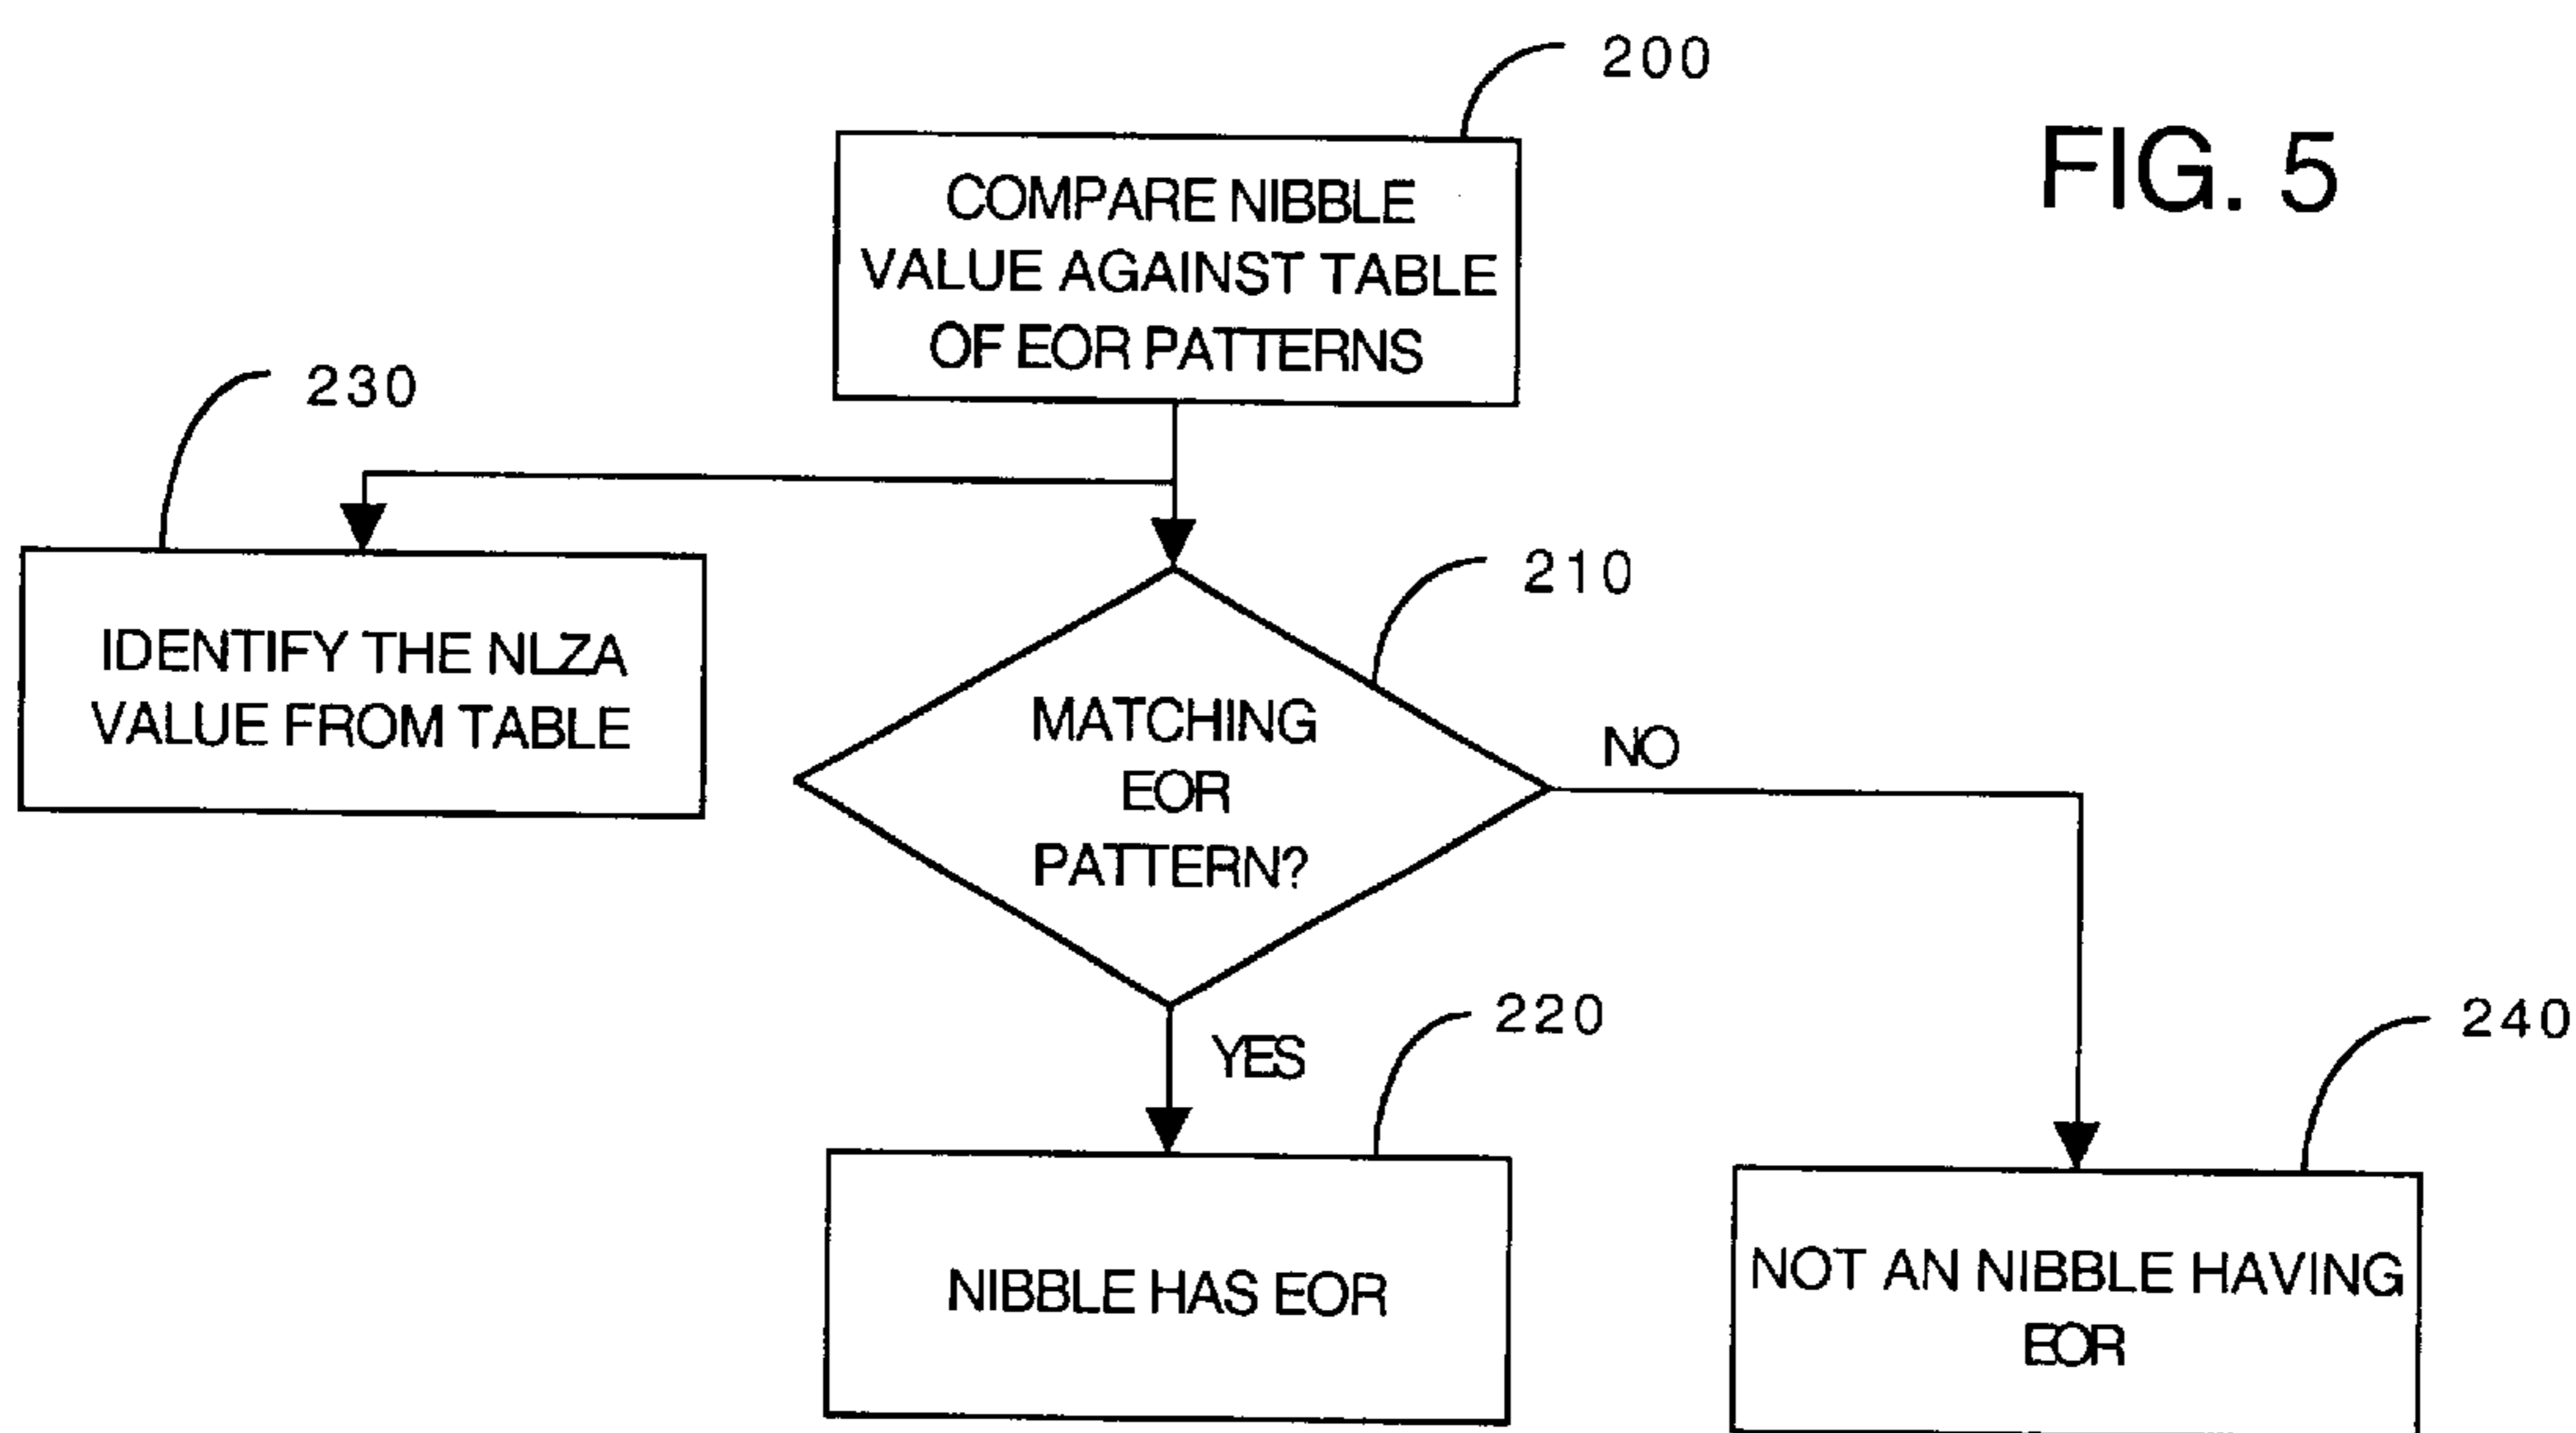 200
FIG. 5
COMPARE NIBBLE
VALUE AGAINST TABLE
OF EOR PATTERNS
230
210
IDENTIFY THE NLZA
VALUE FROM TABLE
MATCHING
EOR
PATTERN?
NO
YES
220
240
NIBBLE HAS EOR
NOT AN NIBBLE HAVING
EOR